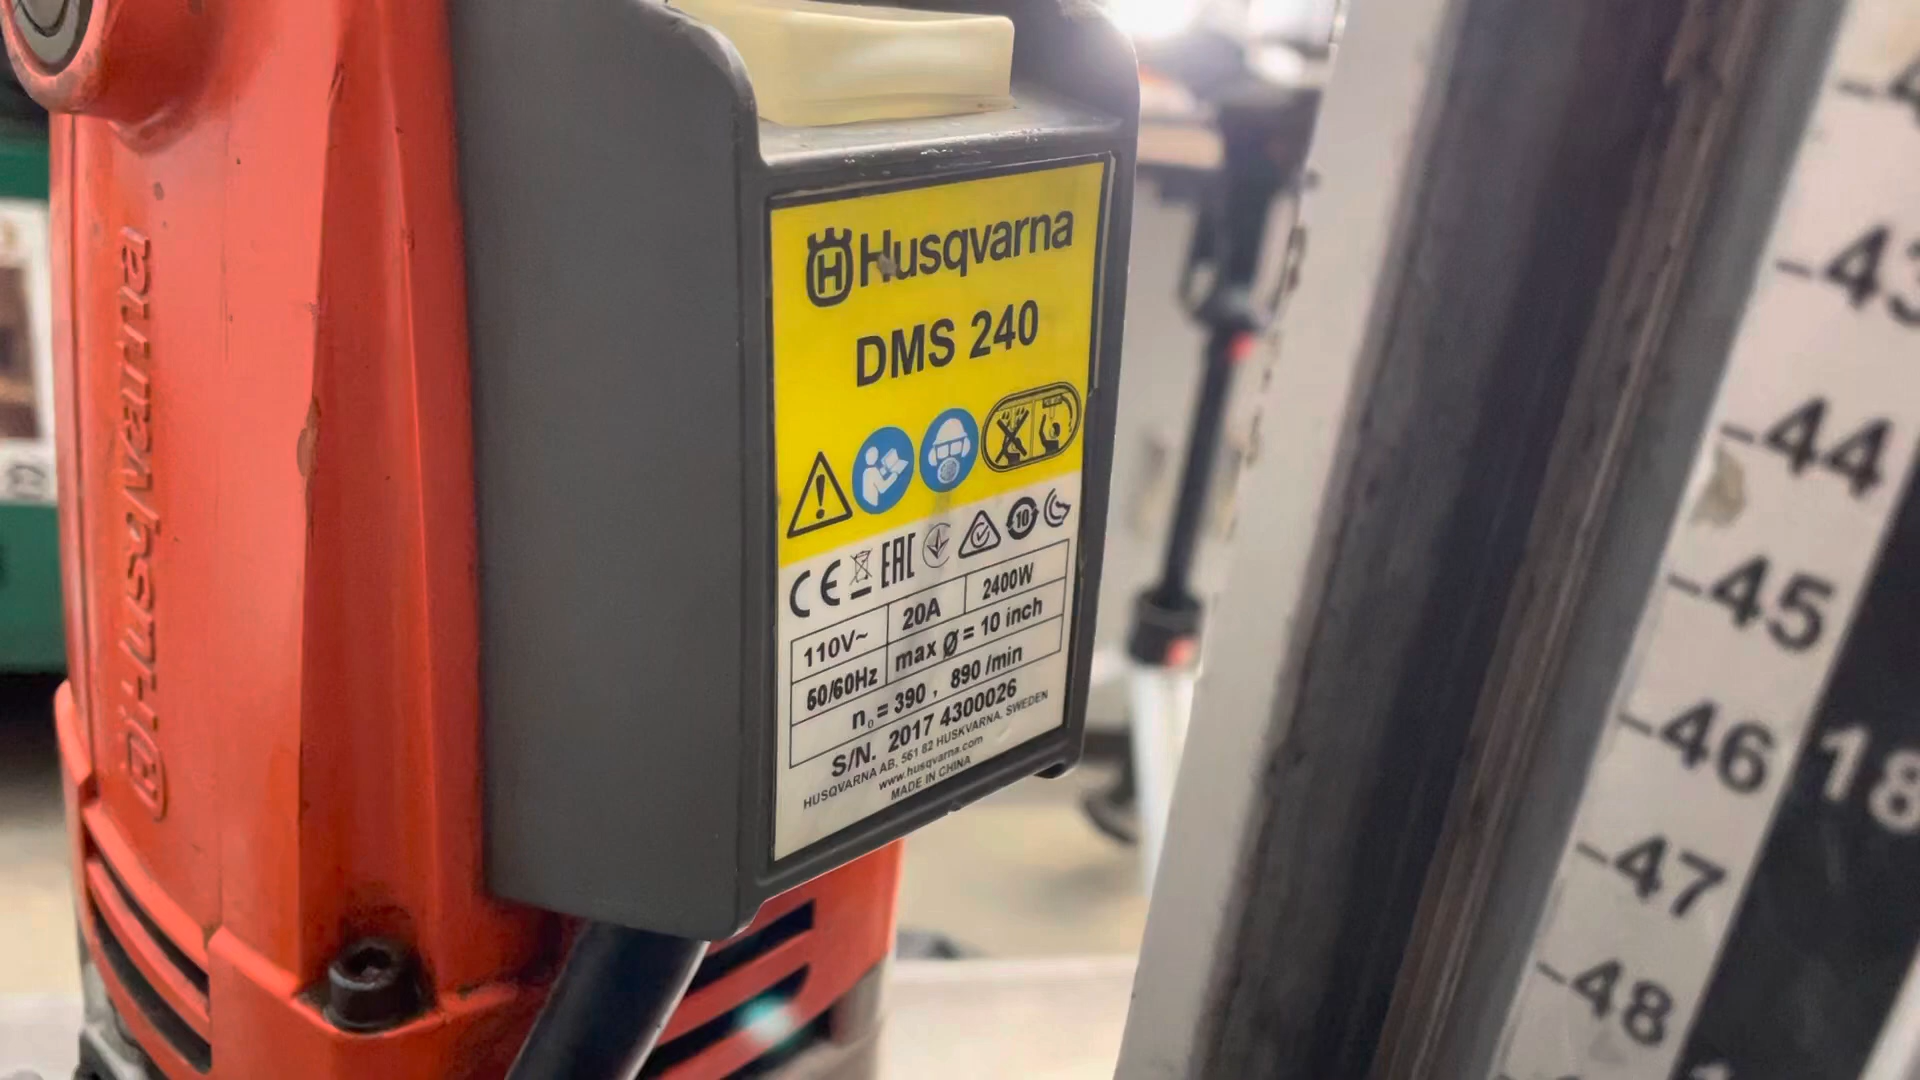 Husqvarna
Husqvarna
DMS 240
CE EAC 10
110V~ 20A 2400W
50/60Hz max Ø = 10 inch
n₀ = 390 , 890 /min
S/N. 2017 4300026
HUSQVARNA AB, 561 82 HUSKVARNA, SWEDEN
www.husqvarna.com
MADE IN CHINA
43
44
45
46
47
48
18